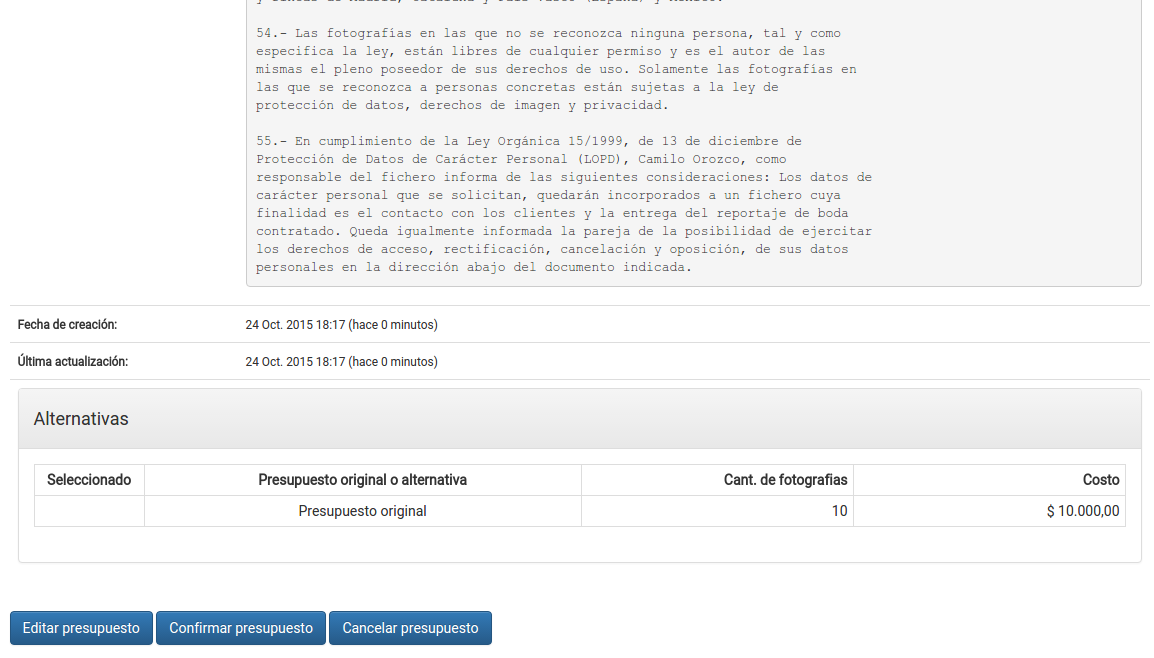 54.- Las fotografías en las que no se reconozca ninguna persona, tal y como
especifica la ley, están libres de cualquier permiso y es el autor de las
mismas el pleno poseedor de sus derechos de uso. Solamente las fotografías en
las que se reconozca a personas concretas están sujetas a la ley de
protección de datos, derechos de imagen y privacidad.
55.- En cumplimiento de la Ley Orgánica 15/1999, de 13 de diciembre de
Protección de Datos de Carácter Personal (LOPD), Camilo Orozco, como
responsable del fichero informa de las siguientes consideraciones: Los datos de
carácter personal que se solicitan, quedarán incorporados a un fichero cuya
finalidad es el contacto con los clientes y la entrega del reportaje de boda
contratado. Queda igualmente informada la pareja de la posibilidad de ejercitar
los derechos de acceso, rectificación, cancelación y oposición, de sus datos
personales en la dirección abajo del documento indicada.
Fecha de creación: 24 Oct. 2015 18:17 (hace 0 minutos)
Última actualización: 24 Oct. 2015 18:17 (hace 0 minutos)
Alternativas
Seleccionado Presupuesto original o alternativa Cant. de fotografias Costo
Presupuesto original 10 $ 10.000,00
Editar presupuesto Confirmar presupuesto Cancelar presupuesto